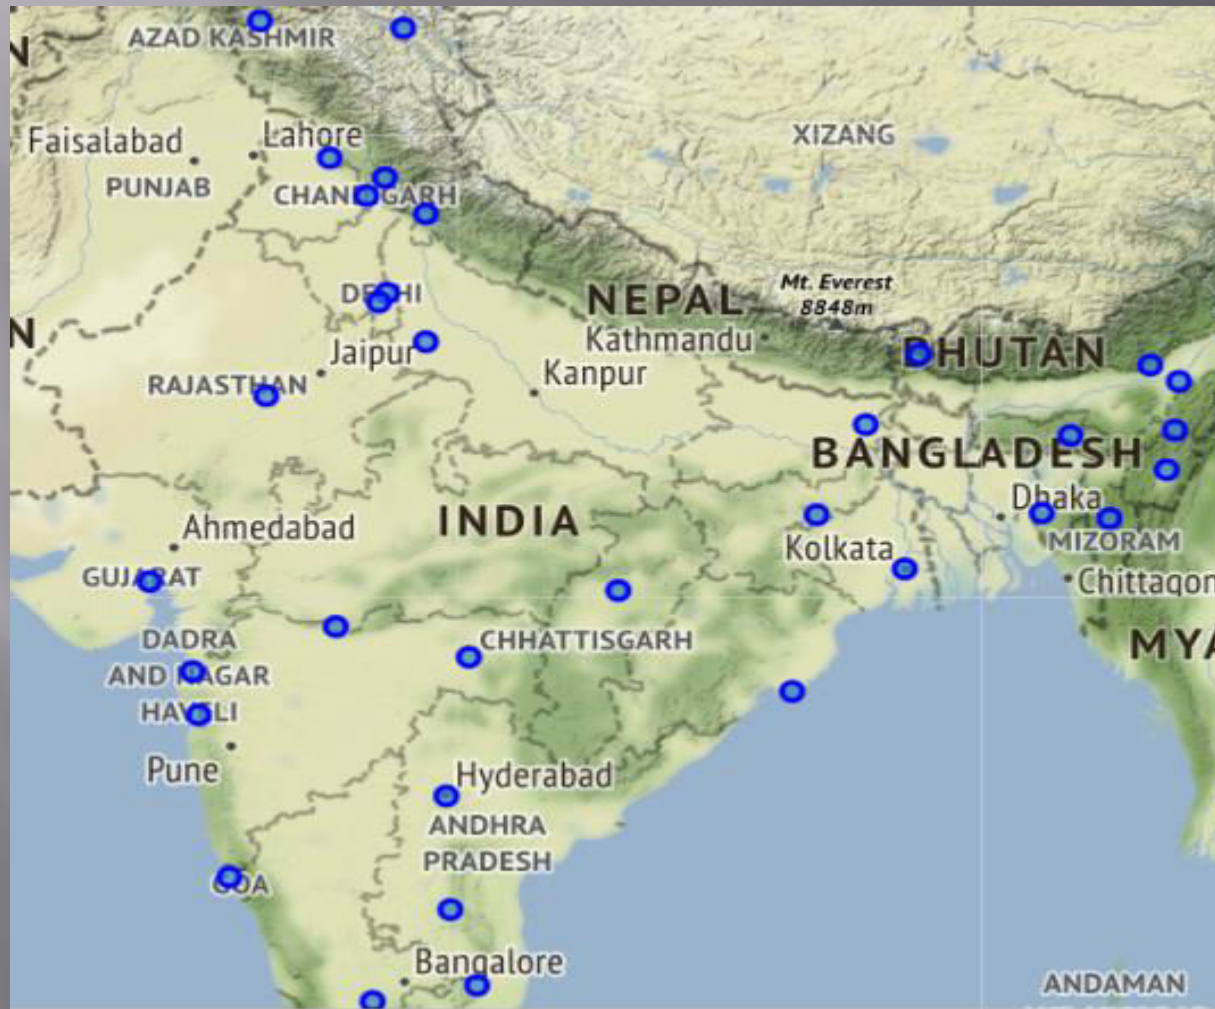 AZAD KASHMIR
N
Lahore
Faisalabad
XIZANG
PUNJAB
CHANDIGARH
Mt. Everest
8848m
DELHI
NEPAL
N
Kathmandu
Jaipur
BHUTAN
Kanpur
RAJASTHAN
BANGLADESH
Dhaka
INDIA
Ahmedabad
Kolkata
MIZORAM
GUJARAT
Chittagon
DADRA
AND NAGAR
HAVELI
CHHATTISGARH
MYA
Pune
Hyderabad
ANDHRA
PRADESH
GOA
Bangalore
ANDAMAN